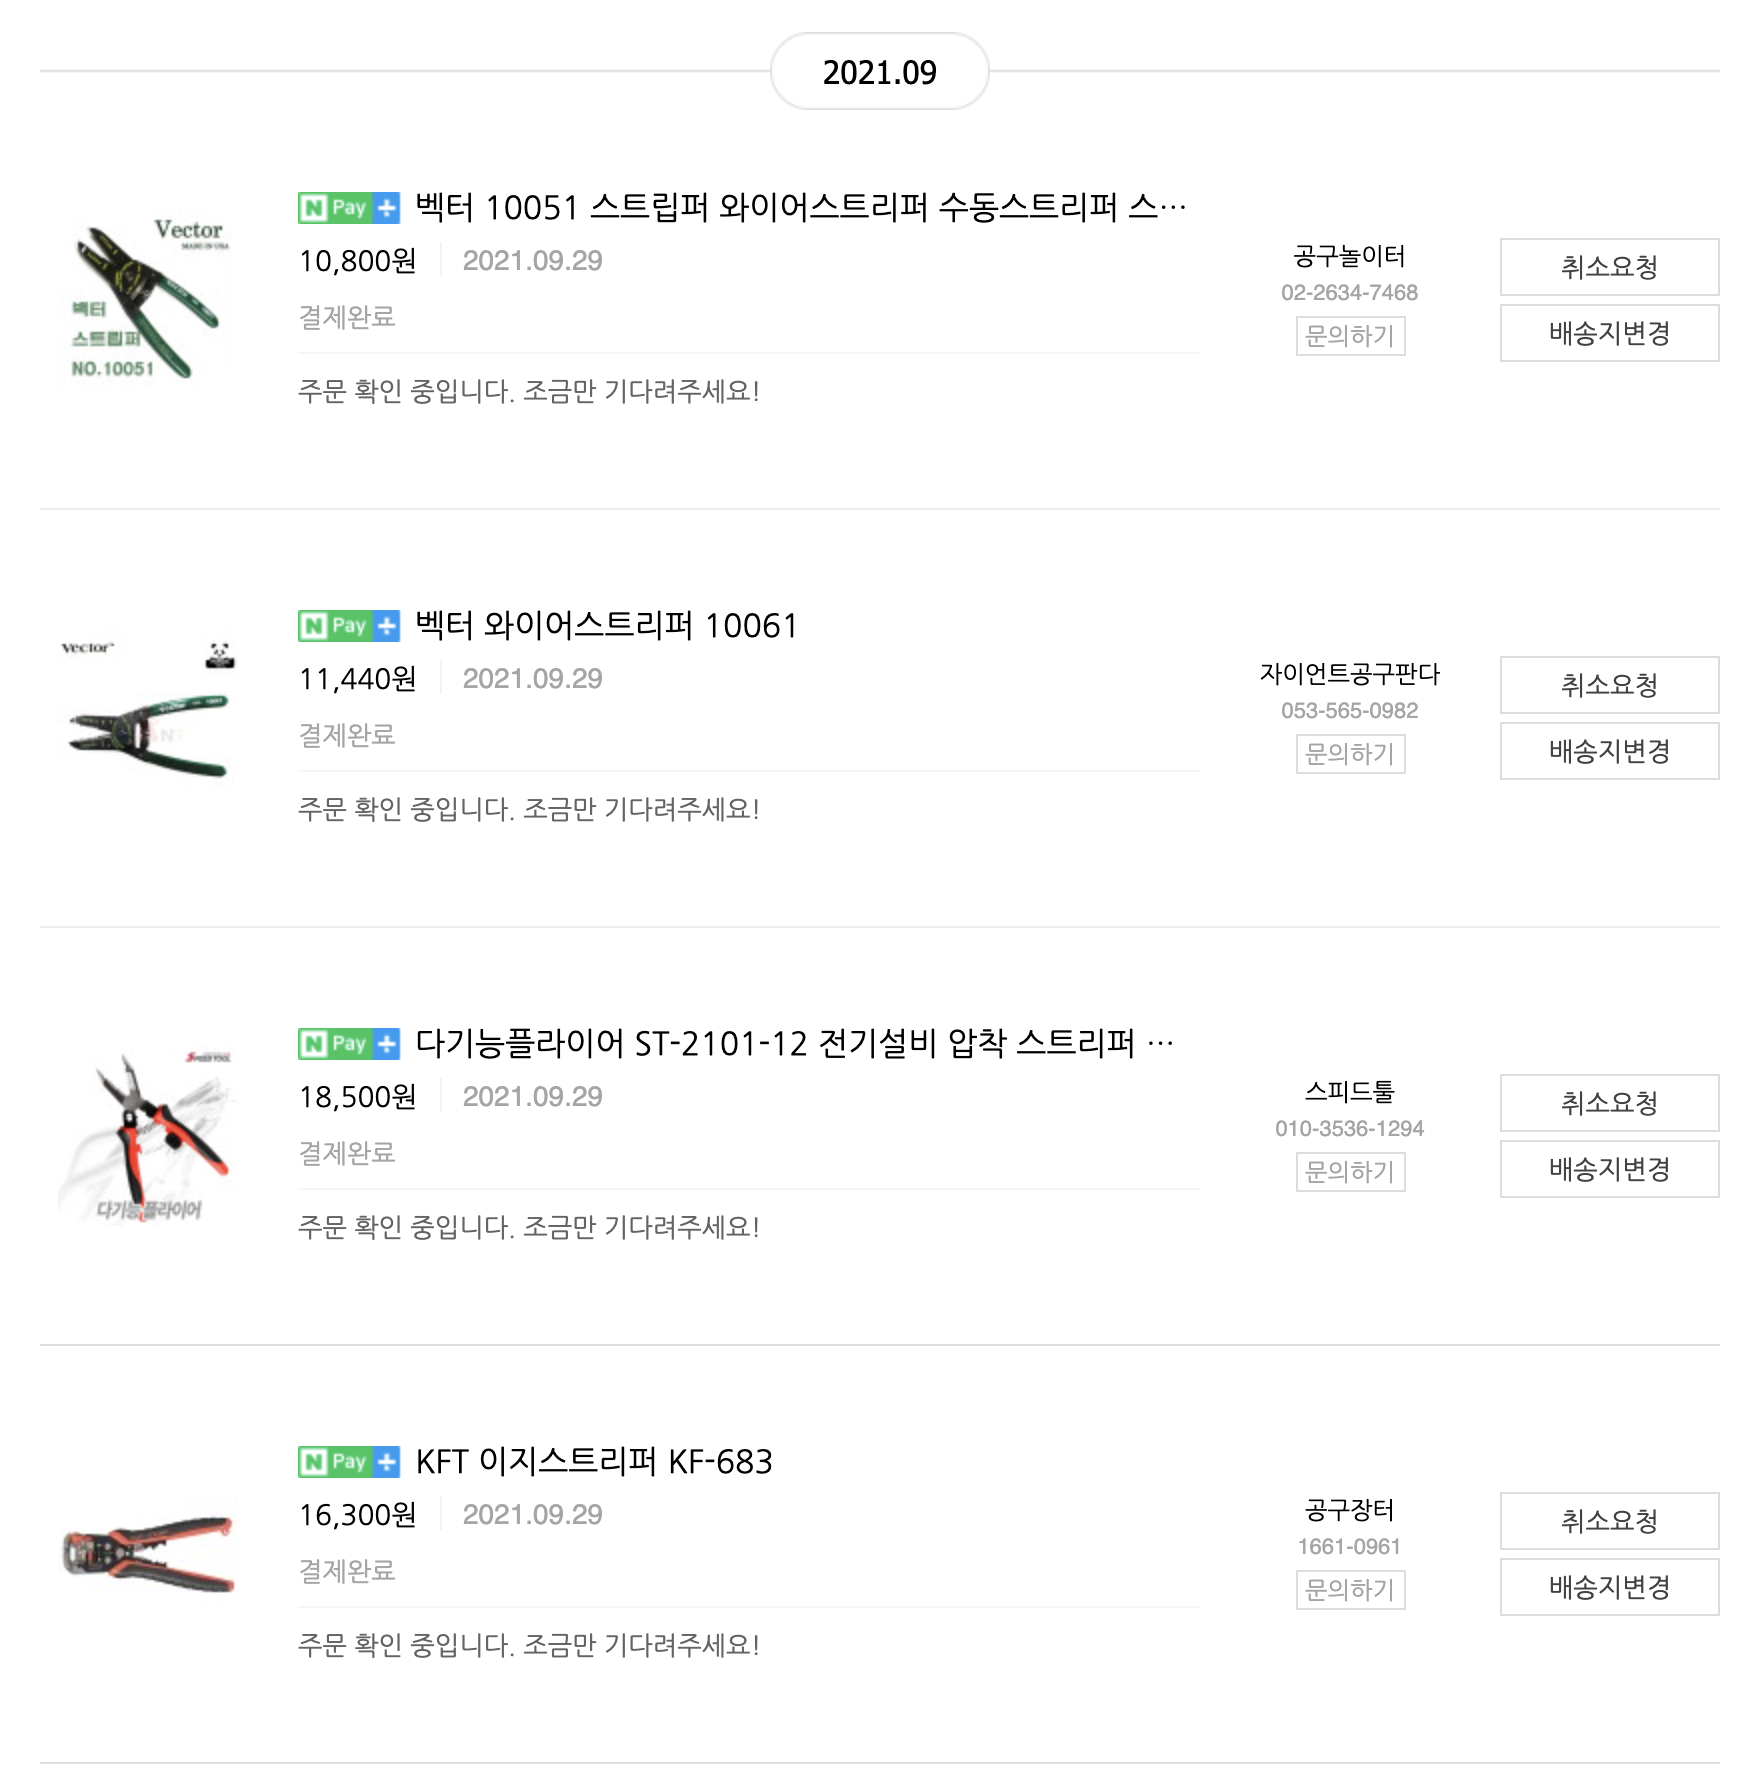 2021.09
Vector
MADE IN USA
벡터
스트립퍼
NO.10051
N Pay + 벡터 10051 스트립퍼 와이어스트리퍼 수동스트리퍼 스…
10,800원 2021.09.29
결제완료
주문 확인 중입니다. 조금만 기다려주세요!
공구놀이터
02-2634-7468
문의하기
취소요청
배송지변경
Vector™
N Pay + 벡터 와이어스트리퍼 10061
11,440원 2021.09.29
결제완료
주문 확인 중입니다. 조금만 기다려주세요!
자이언트공구판다
053-565-0982
문의하기
취소요청
배송지변경
SPEED TOOL
다기능플라이어
N Pay + 다기능플라이어 ST-2101-12 전기설비 압착 스트리퍼 …
18,500원 2021.09.29
결제완료
주문 확인 중입니다. 조금만 기다려주세요!
스피드툴
010-3536-1294
문의하기
취소요청
배송지변경
N Pay + KFT 이지스트리퍼 KF-683
16,300원 2021.09.29
결제완료
주문 확인 중입니다. 조금만 기다려주세요!
공구장터
1661-0961
문의하기
취소요청
배송지변경